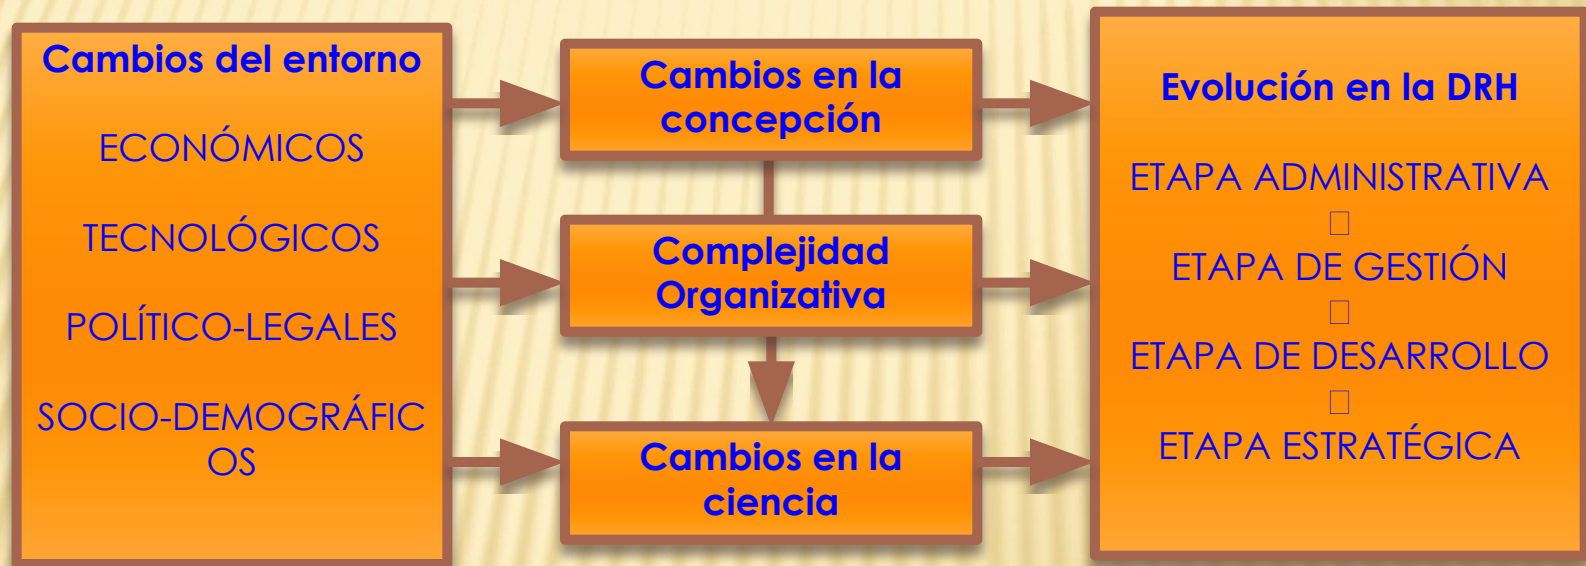 Cambios del entorno
ECONÓMICOS
TECNOLÓGICOS
POLÍTICO-LEGALES
SOCIO-DEMOGRÁFIC
OS
Cambios en la
concepción
Complejidad
Organizativa
Cambios en la
ciencia
Evolución en la DRH
ETAPA ADMINISTRATIVA
ETAPA DE GESTIÓN
ETAPA DE DESARROLLO
ETAPA ESTRATÉGICA